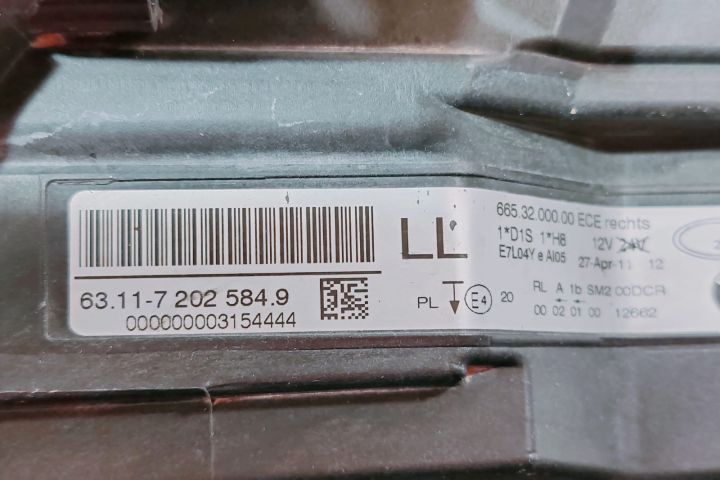 63.11-7 202 584.9
000000003154444
LL
PL E4 20
665.32.000.00 ECE rechts
1*D1S 1*H8 12V 24V
E7L04Y e AI05 27-Apr-11 12
RL A 1b SM2 00DCR
00 02 01 00 12662